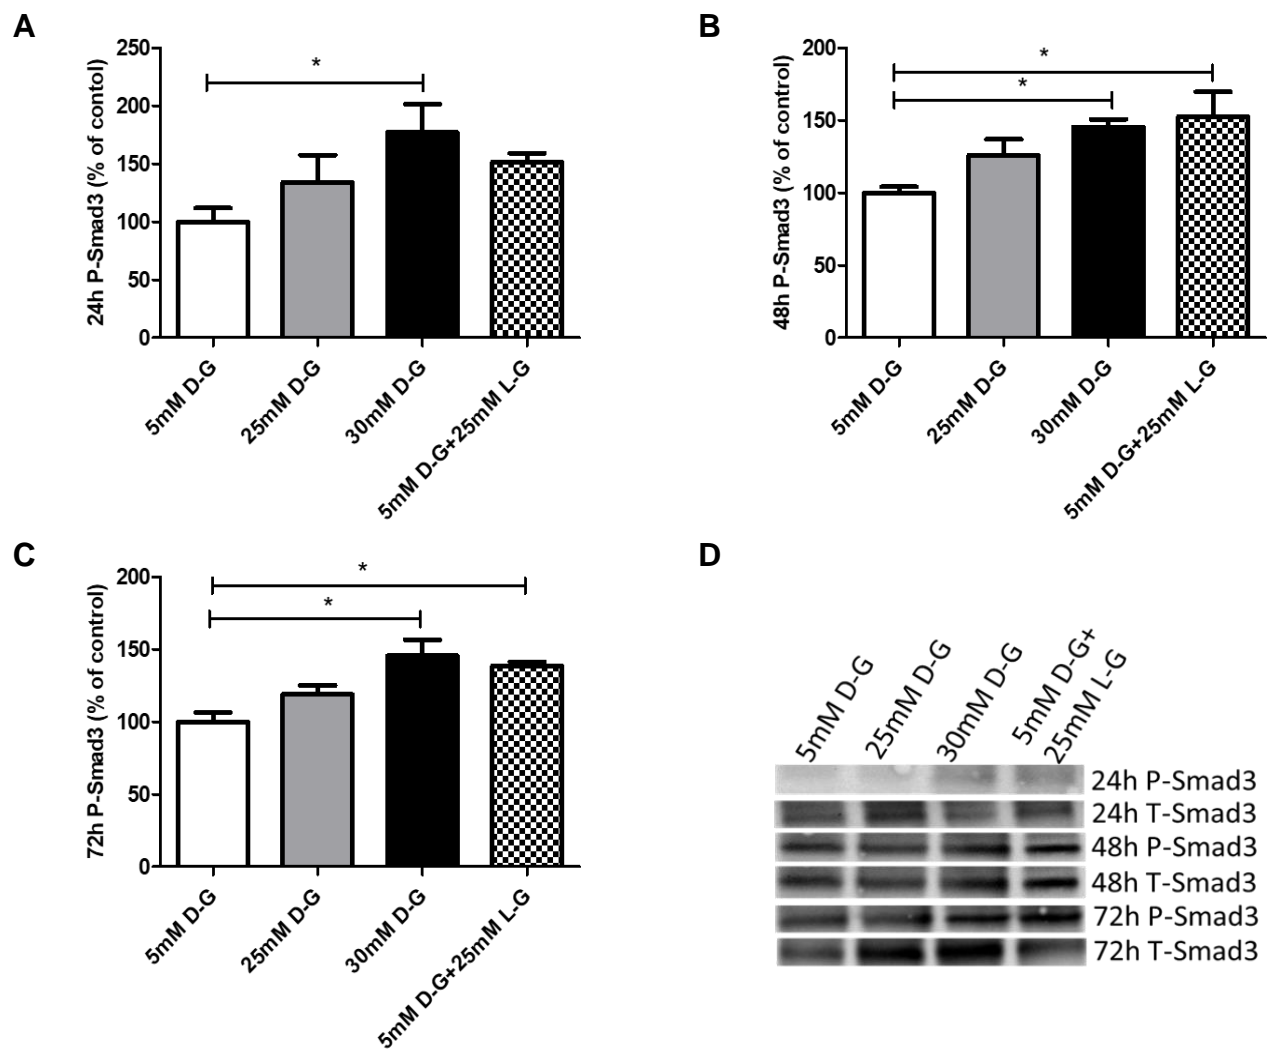 A
24h P-Smad3 (% of contol)
250
200
150
100
50
0
*
5mM D-G
25mM D-G
30mM D-G
5mM D-G+25mM L-G
B
48h P-Smad3 (% of control)
200
150
100
50
0
*
*
5mM D-G
25mM D-G
30mM D-G
5mM D-G+25mM L-G
C
72h P-Smad3 (% of control)
200
150
100
50
0
*
*
5mM D-G
25mM D-G
30mM D-G
5mM D-G+25mM L-G
D
5mM D-G
25mM D-G
30mM D-G
5mM D-G+
25mM L-G
24h P-Smad3
24h T-Smad3
48h P-Smad3
48h T-Smad3
72h P-Smad3
72h T-Smad3